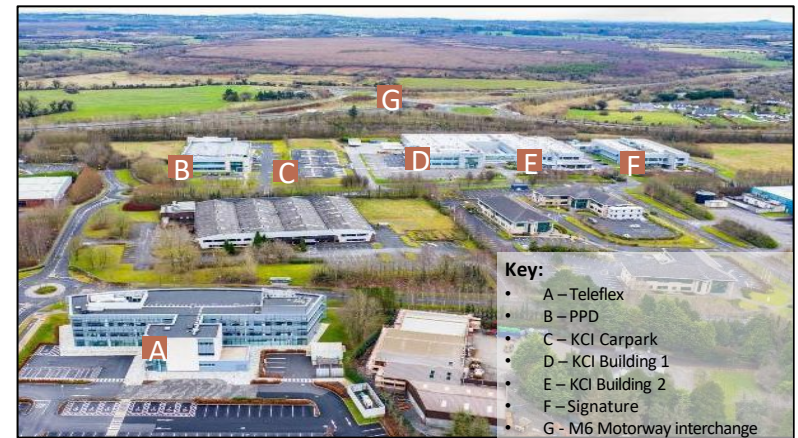 G
B
C
D
E
F
A
Key:
• A – Teleflex
• B – PPD
• C – KCI Carpark
• D – KCI Building 1
• E – KCI Building 2
• F – Signature
• G - M6 Motorway interchange